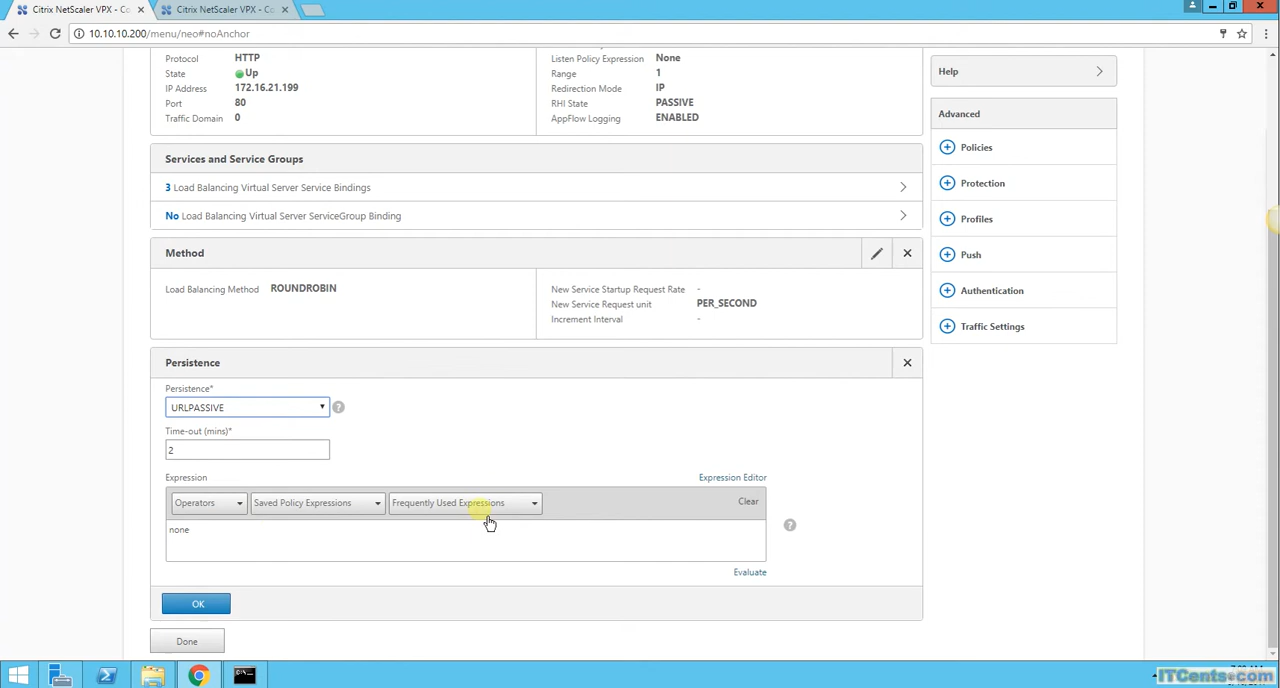 Citrix NetScaler VPX - Co
Citrix NetScaler VPX - Co
10.10.10.200/menu/neo#noAnchor
Protocol HTTP
State Up
IP Address 172.16.21.199
Port 80
Traffic Domain 0
Listen Policy Expression None
Range 1
Redirection Mode IP
RHI State PASSIVE
AppFlow Logging ENABLED
Services and Service Groups
3 Load Balancing Virtual Server Service Bindings
No Load Balancing Virtual Server ServiceGroup Binding
Method
Load Balancing Method ROUNDROBIN
New Service Startup Request Rate -
New Service Request unit PER_SECOND
Increment Interval -
Persistence
Persistence*
URLPASSIVE
Time-out (mins)*
2
Expression Expression Editor
Operators Saved Policy Expressions Frequently Used Expressions Clear
none
Evaluate
OK
Done
Help
Advanced
Policies
Protection
Profiles
Push
Authentication
Traffic Settings
ITCents.com